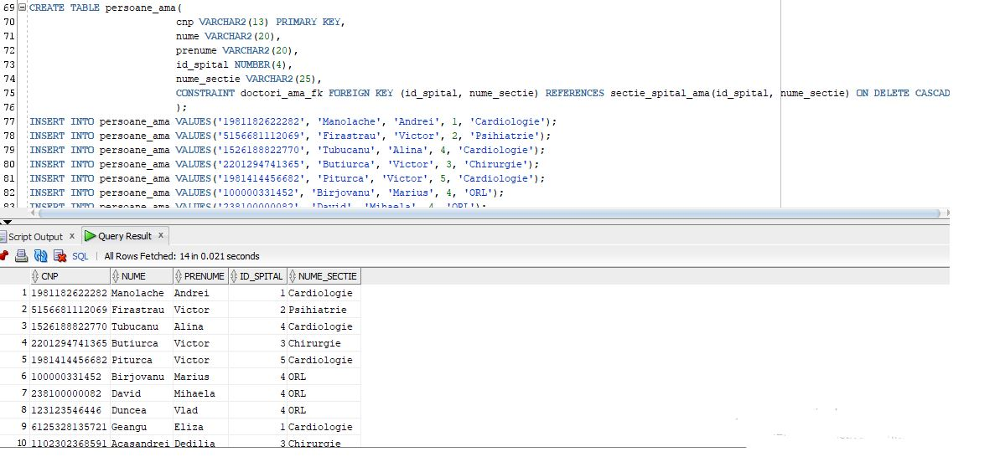 69 CREATE TABLE persoane_ama(
70 cnp VARCHAR2(13) PRIMARY KEY,
71 nume VARCHAR2(20),
72 prenume VARCHAR2(20),
73 id_spital NUMBER(4),
74 nume_sectie VARCHAR2(25),
75 CONSTRAINT doctori_ama_fk FOREIGN KEY (id_spital, nume_sectie) REFERENCES sectie_spital_ama(id_spital, nume_sectie) ON DELETE CASCAD
76 );
77 INSERT INTO persoane_ama VALUES('1981182622282', 'Manolache', 'Andrei', 1, 'Cardiologie');
78 INSERT INTO persoane_ama VALUES('5156681112069', 'Firastrau', 'Victor', 2, 'Psihiatrie');
79 INSERT INTO persoane_ama VALUES('1526188822770', 'Tubucanu', 'Alina', 4, 'Cardiologie');
80 INSERT INTO persoane_ama VALUES('2201294741365', 'Butiurca', 'Victor', 3, 'Chirurgie');
81 INSERT INTO persoane_ama VALUES('1981414456682', 'Piturca', 'Victor', 5, 'Cardiologie');
82 INSERT INTO persoane_ama VALUES('100000331452', 'Birjovanu', 'Marius', 4, 'ORL');
83 INSERT INTO persoane_ama VALUES('238100000082', 'David', 'Mihaela', 4, 'ORL');
Script Output x Query Result x
SQL | All Rows Fetched: 14 in 0.021 seconds
CNP NUME PRENUME ID_SPITAL NUME_SECTIE
1 1981182622282 Manolache Andrei 1 Cardiologie
2 5156681112069 Firastrau Victor 2 Psihiatrie
3 1526188822770 Tubucanu Alina 4 Cardiologie
4 2201294741365 Butiurca Victor 3 Chirurgie
5 1981414456682 Piturca Victor 5 Cardiologie
6 100000331452 Birjovanu Marius 4 ORL
7 238100000082 David Mihaela 4 ORL
8 123123546446 Duncea Vlad 4 ORL
9 6125328135721 Geangu Eliza 1 Cardiologie
10 1102302368591 Acasandrei Dedilia 3 Chirurgie